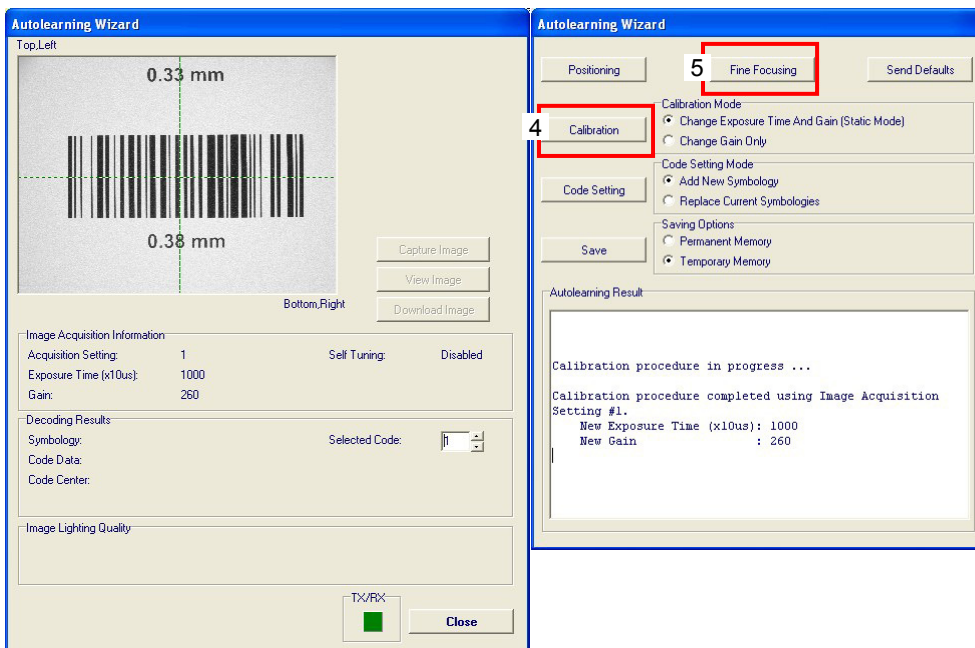 Autolearning Wizard
Top,Left
0.33 mm
0.38 mm
Bottom,Right
Capture Image
View Image
Download Image
Image Acquisition Information
Acquisition Setting: 1 Self Tuning: Disabled
Exposure Time (x10us): 1000
Gain: 260
Decoding Results
Symbology: Selected Code: 1
Code Data:
Code Center:
Image Lighting Quality
TX/RX
Close
Autolearning Wizard
Positioning 5 Fine Focusing Send Defaults
4 Calibration
Calibration Mode
Change Exposure Time And Gain (Static Mode)
Change Gain Only
Code Setting
Code Setting Mode
Add New Symbology
Replace Current Symbologies
Save
Saving Options
Permanent Memory
Temporary Memory
Autolearning Result
Calibration procedure in progress ...
Calibration procedure completed using Image Acquisition
Setting #1.
New Exposure Time (x10us): 1000
New Gain : 260